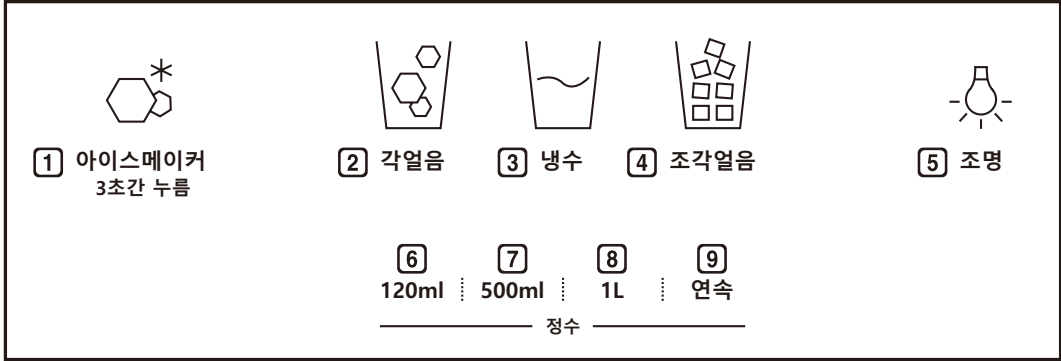 1 아이스메이커
3초간 누름
2 각얼음
3 냉수
4 조각얼음
5 조명
6 7 8 9
120ml 500ml 1L 연속
정수